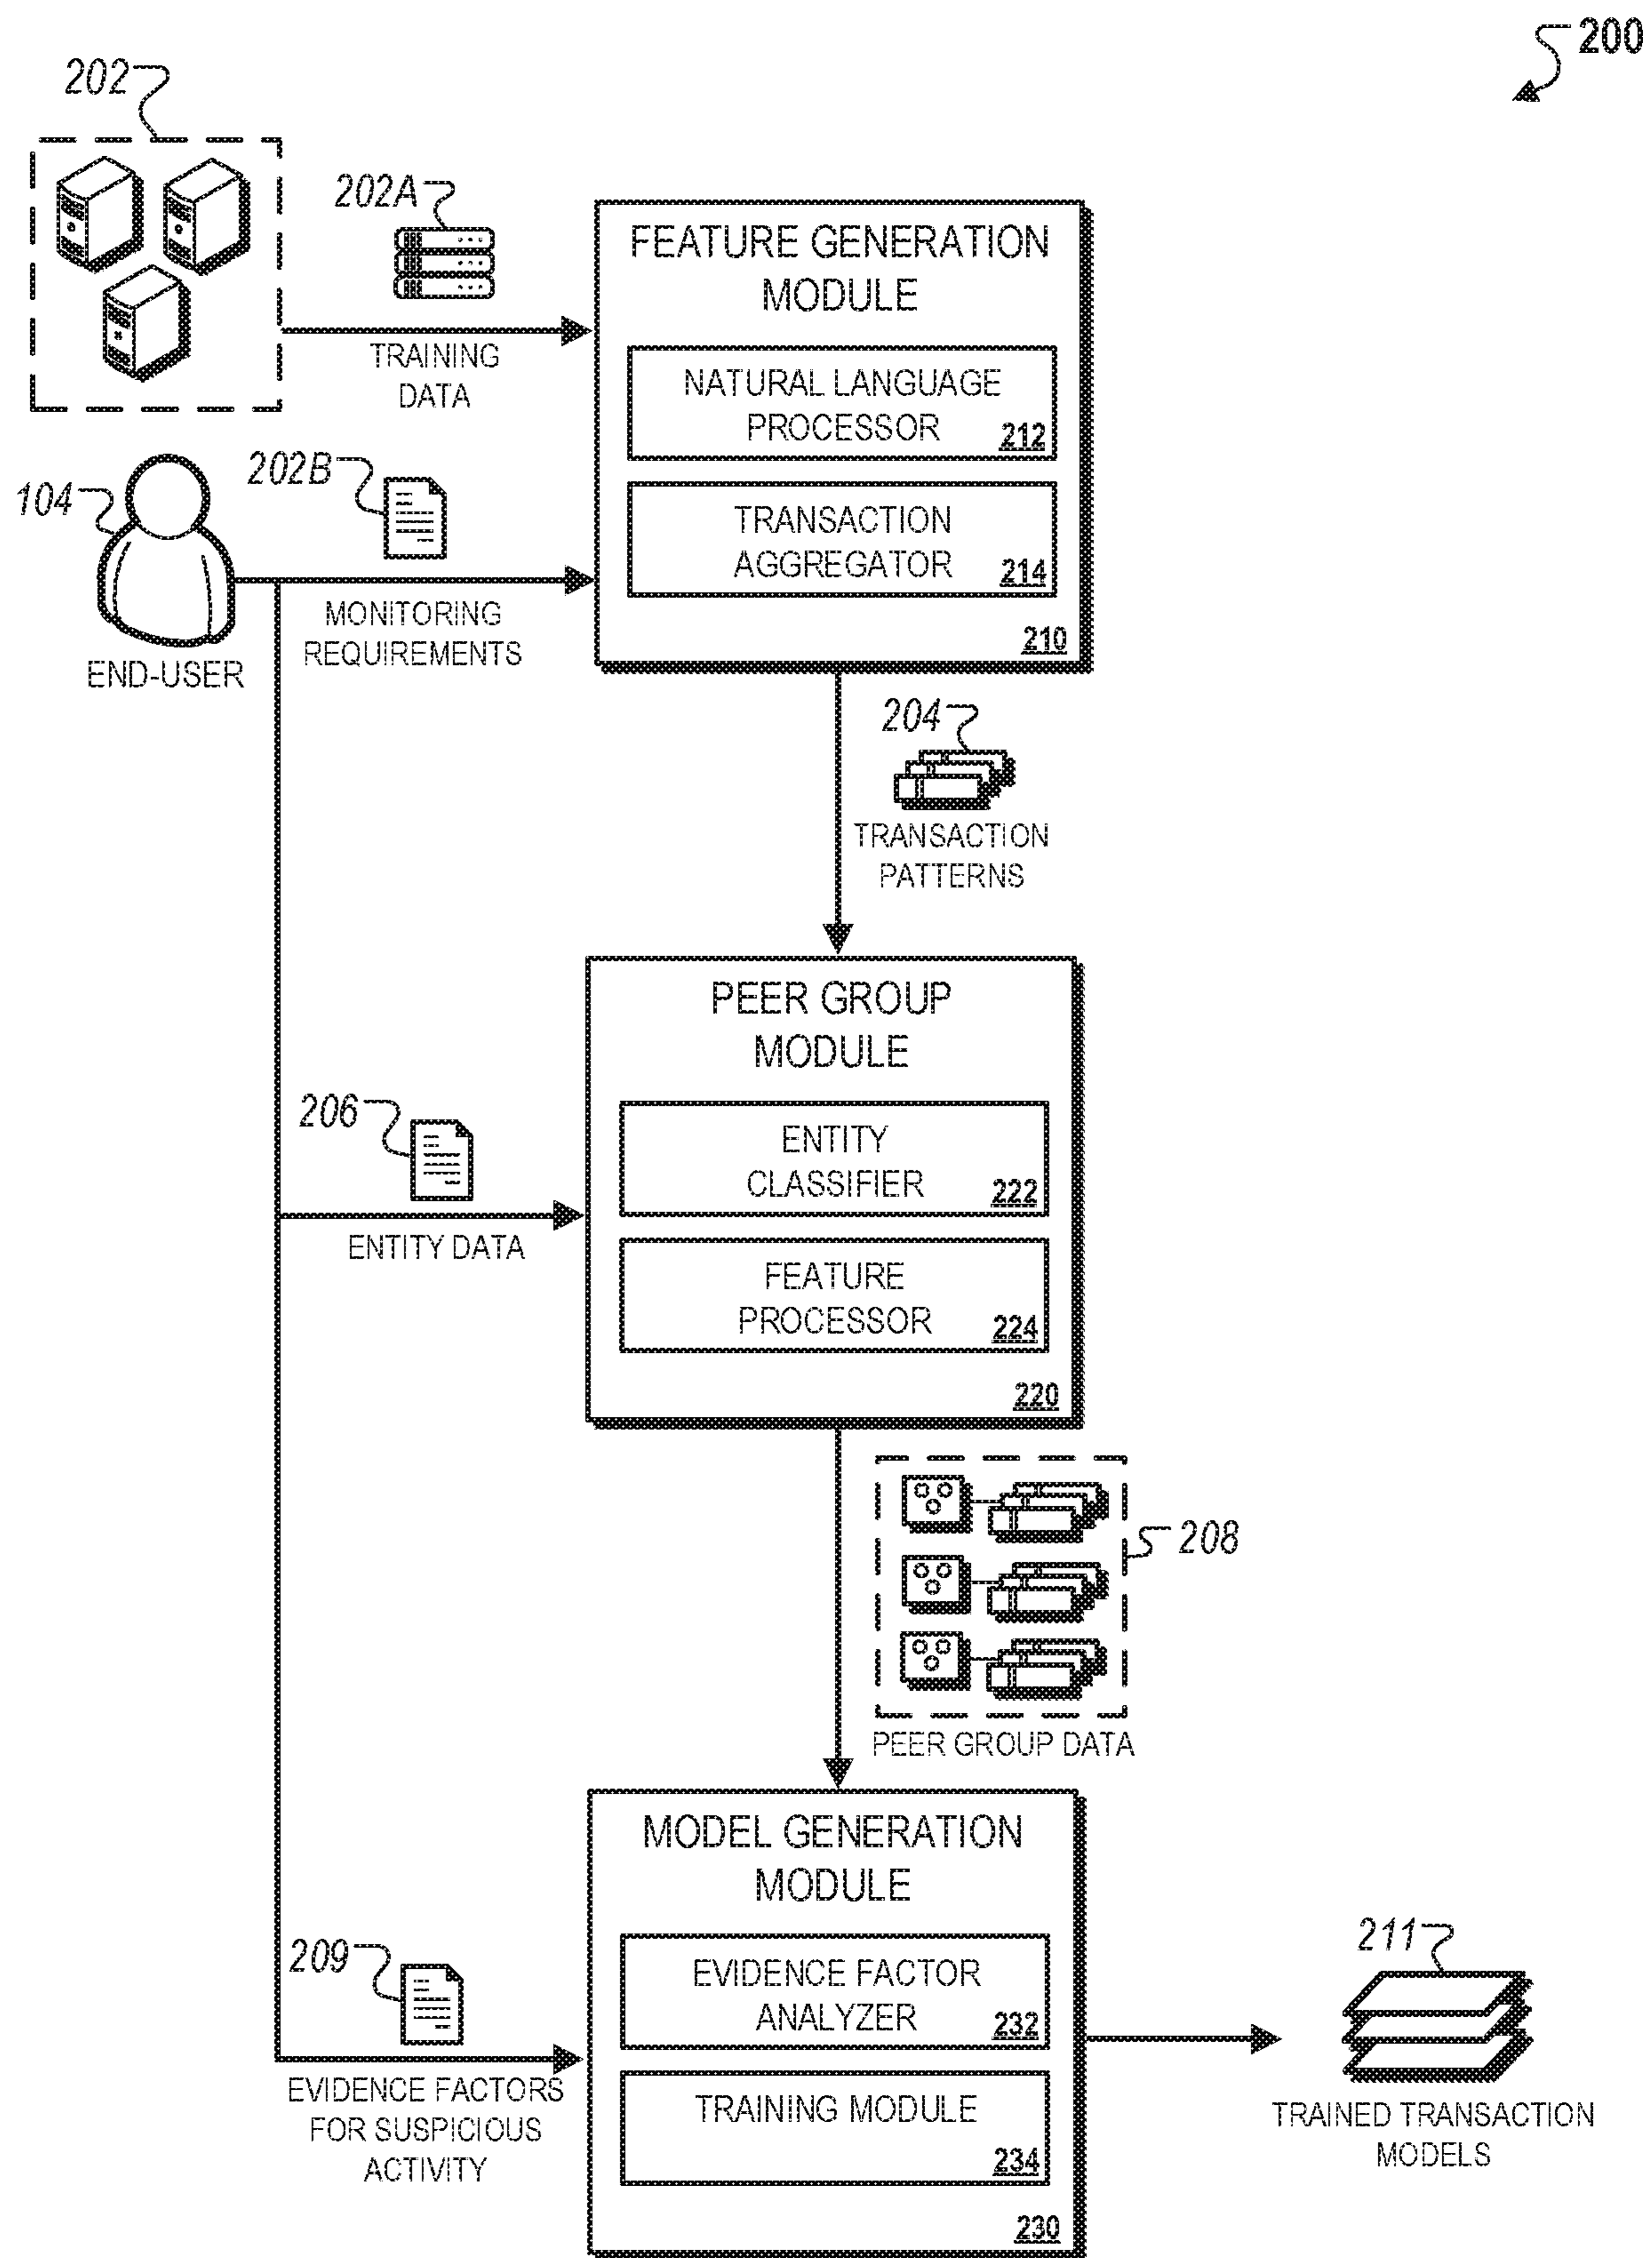 200
202
202A
FEATURE GENERATION
MODULE
TRAINING
DATA
NATURAL LANGUAGE
PROCESSOR 212
202B
104
TRANSACTION
AGGREGATOR 214
MONITORING
REQUIREMENTS
210
END-USER
204
TRANSACTION
PATTERNS
PEER GROUP
MODULE
206
ENTITY
CLASSIFIER 222
ENTITY DATA
FEATURE
PROCESSOR 224
220
208
PEER GROUP DATA
MODEL GENERATION
MODULE
209
EVIDENCE FACTOR
ANALYZER 232
211
EVIDENCE FACTORS
FOR SUSPICIOUS
ACTIVITY
TRAINING MODULE
234
TRAINED TRANSACTION
MODELS
230